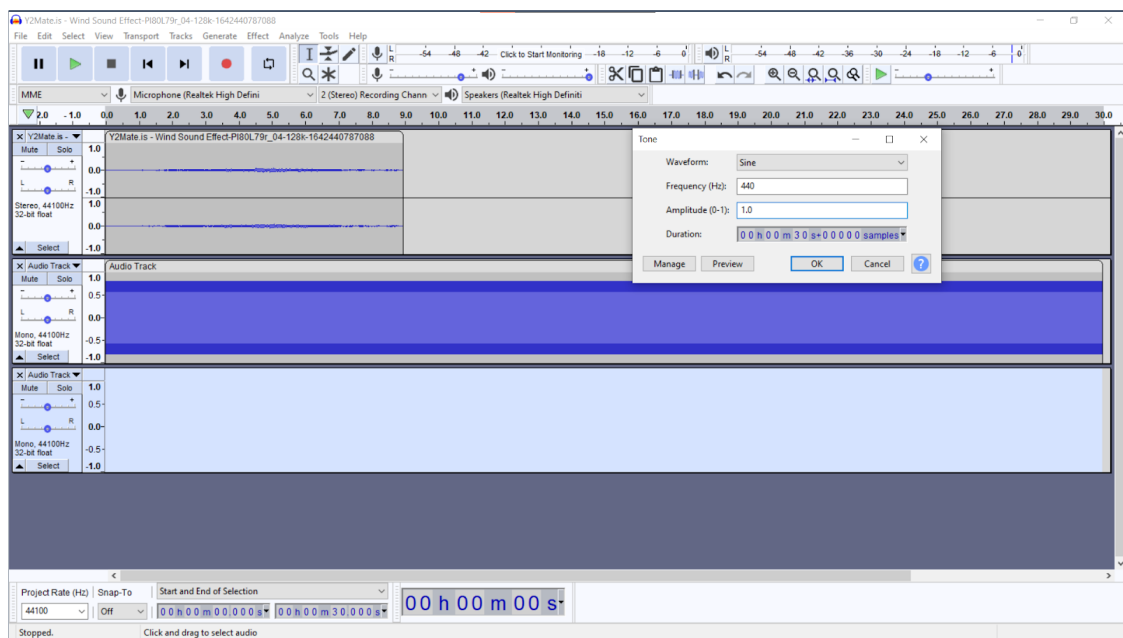 Y2Mate.is - Wind Sound Effect-PI80L79r_04-128k-1642440787088
File Edit Select View Transport Tracks Generate Effect Analyze Tools Help
L R -54 -48 -42 Click to Start Monitoring -18 -12 -6 0 L R -54 -48 -42 -36 -30 -24 -18 -12 -6 0
MME Microphone (Realtek High Defini 2 (Stereo) Recording Chann Speakers (Realtek High Definiti
2.0 -1.0 0.0 1.0 2.0 3.0 4.0 5.0 6.0 7.0 8.0 9.0 10.0 11.0 12.0 13.0 14.0 15.0 16.0 17.0 18.0 19.0 20.0 21.0 22.0 23.0 24.0 25.0 26.0 27.0 28.0 29.0 30.0
Y2Mate.is - Y2Mate.is - Wind Sound Effect-PI80L79r_04-128k-1642440787088
Mute Solo 1.0
- + 0.0
L R -1.0
Stereo, 44100Hz 1.0
32-bit float
0.0
Select -1.0
Audio Track Audio Track
Mute Solo 1.0
- + 0.5
L R 0.0
Mono, 44100Hz
32-bit float -0.5
Select -1.0
Audio Track
Mute Solo 1.0
- + 0.5
L R 0.0
Mono, 44100Hz
32-bit float -0.5
Select -1.0
Tone
Waveform: Sine
Frequency (Hz): 440
Amplitude (0-1): 1.0
Duration: 00 h 00 m 30 s+00000 samples
Manage Preview OK Cancel ?
Project Rate (Hz) Snap-To Start and End of Selection
44100 Off 00 h 00 m 00.000 s 00 h 00 m 30.000 s
00 h 00 m 00 s
Stopped. Click and drag to select audio